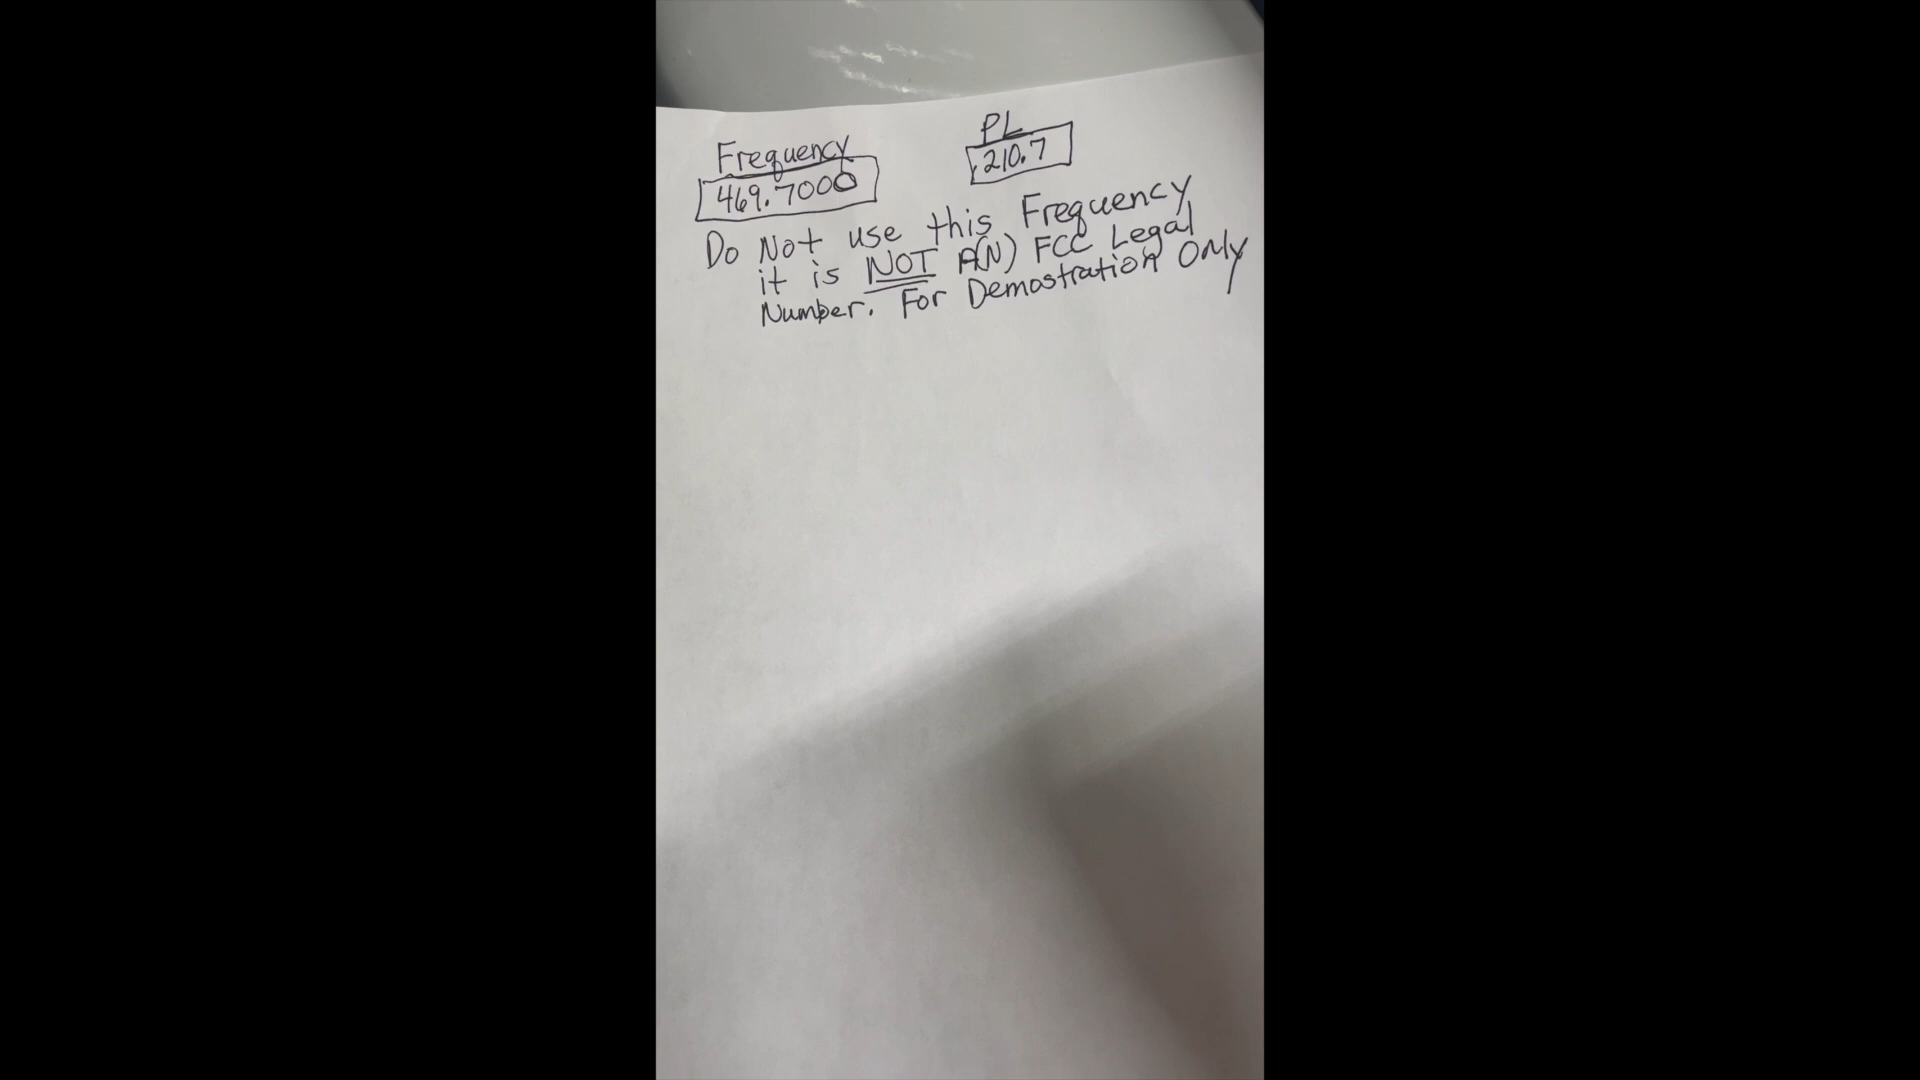 Frequency PL
469.7000 210.7
Do Not use this Frequency
it is NOT A(N) FCC Legal
Number. For Demostration Only